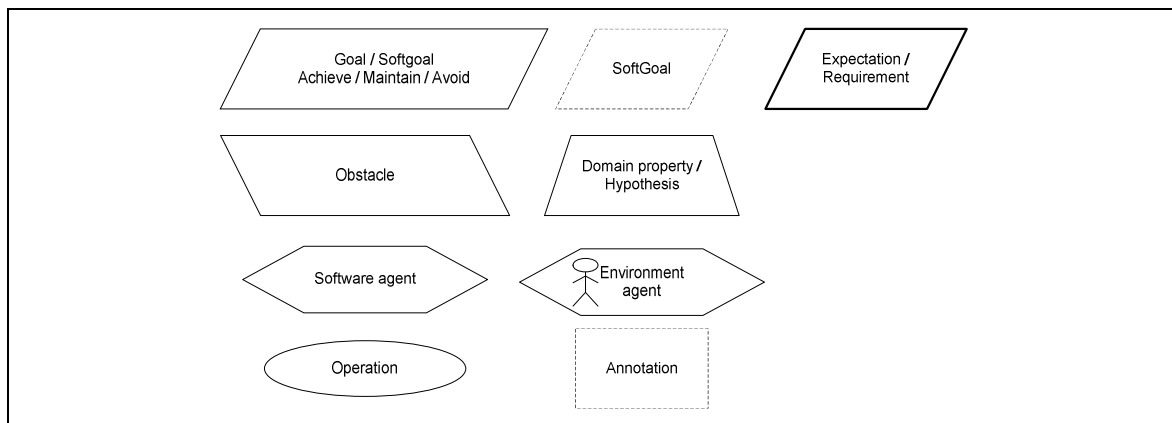 Goal / Softgoal
Achieve / Maintain / Avoid
SoftGoal
Expectation /
Requirement
Obstacle
Domain property /
Hypothesis
Software agent
Environment
agent
Operation
Annotation